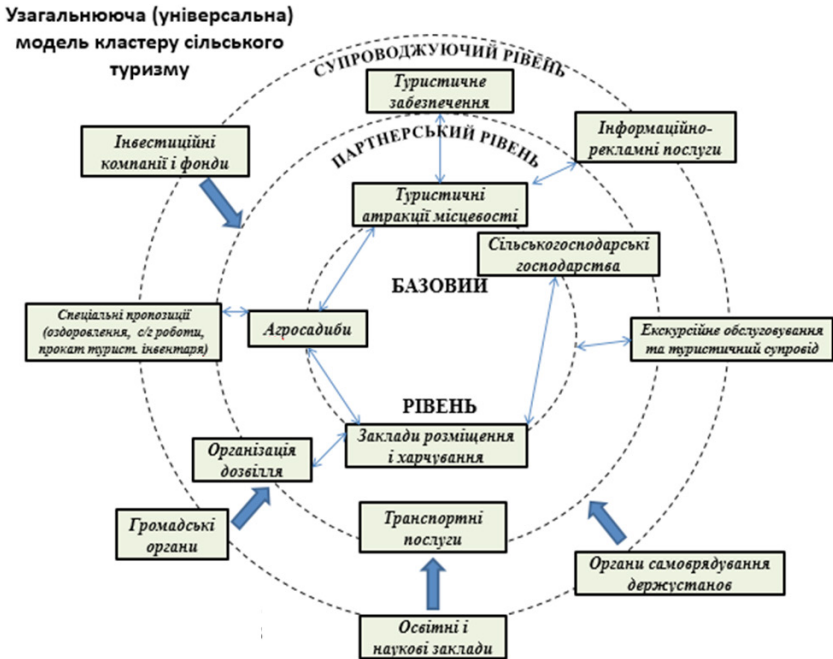 Узагальнююча (універсальна)
модель кластеру сільського
туризму
СУПРОВОДЖУЮЧИЙ РІВЕНЬ
Туристичне
забезпечення
Інвестиційні
компанії і фонди
ПАРТНЕРСЬКИЙ РІВЕНЬ
Інформаційно-
рекламні послуги
Туристичні
атракції місцевості
Сільськогосподарські
господарства
БАЗОВИЙ
Спеціальні пропозиції
(оздоровлення, с/г роботи,
прокат турист. інвентаря)
Агросадиби
Екскурсійне обслуговування
та туристичний супровід
РІВЕНЬ
Заклади розміщення
і харчування
Організація
дозвілля
Громадські
органи
Транспортні
послуги
Органи самоврядування
держустанов
Освітні і
наукові заклади